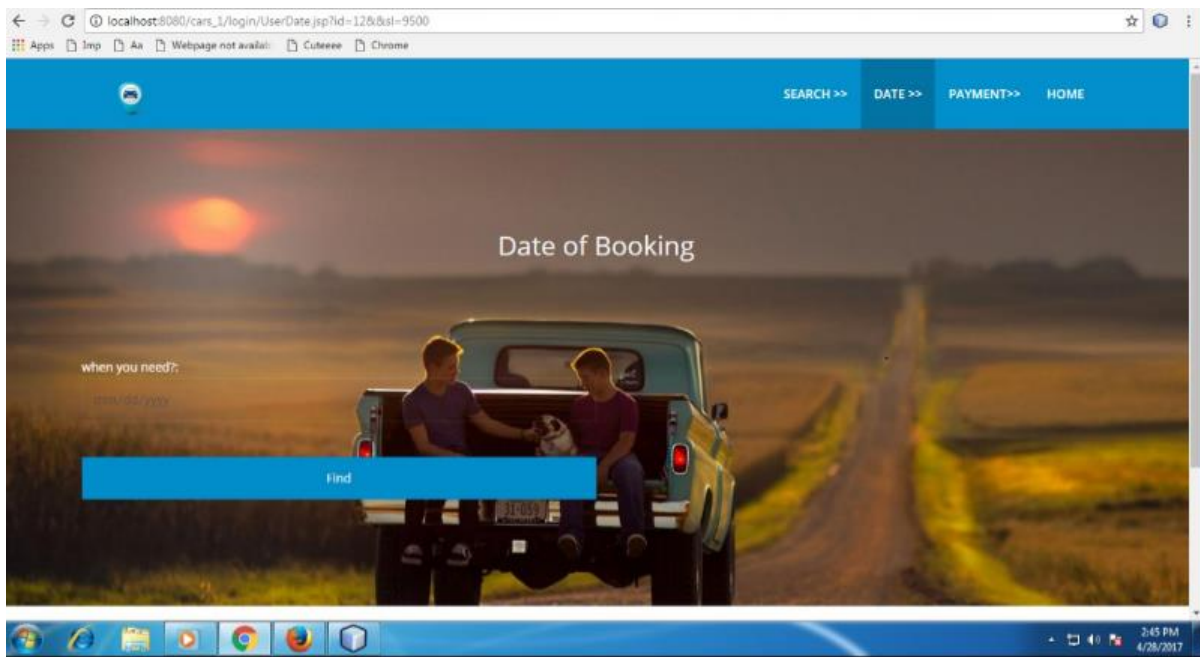 localhost:8080/cars_1/login/UserDate.jsp?id=12&&sl=9500
Apps Imp Aa Webpage not availab Cuteeee Chrome
SEARCH >> DATE >> PAYMENT>> HOME
Date of Booking
when you need?:
mm/dd/yyyy
Find
31-059
2:45 PM
4/28/2017